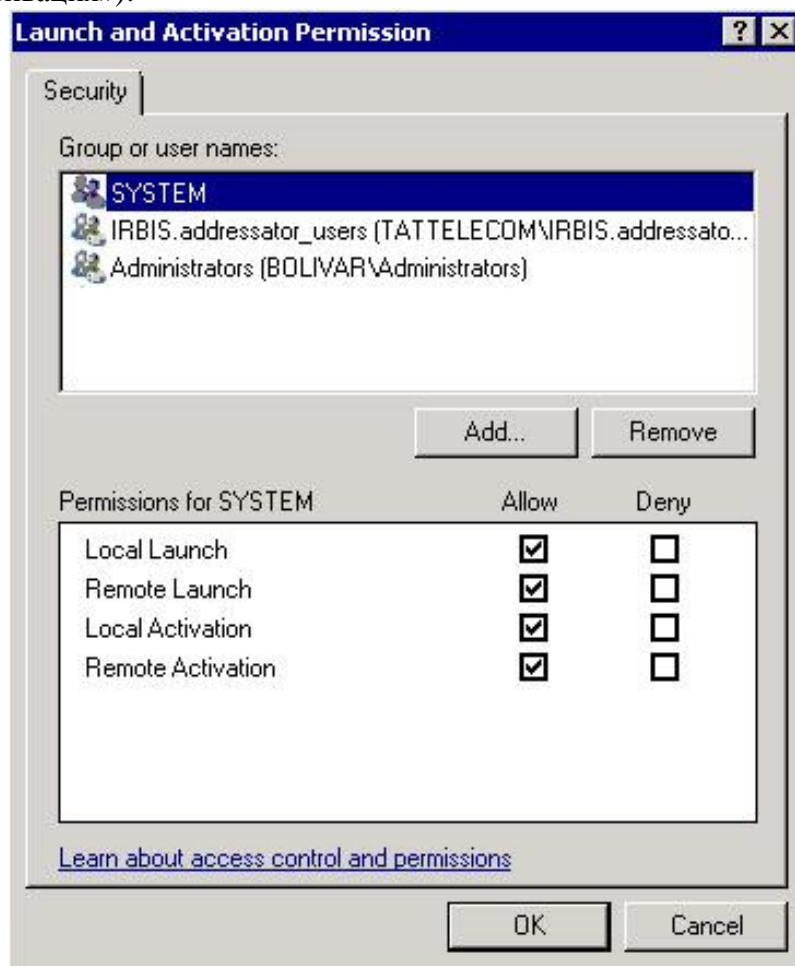 Launch and Activation Permission
Security
Group or user names:
SYSTEM
IRBIS.addressator_users (TATTELECOM\IRBIS.addressato...
Administrators (BOLIVAR\Administrators)
Add... Remove
Permissions for SYSTEM Allow Deny
Local Launch
Remote Launch
Local Activation
Remote Activation
Learn about access control and permissions
OK Cancel